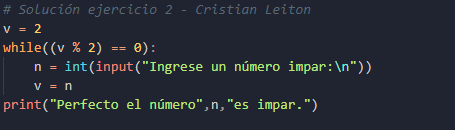 # Solución ejercicio 2 - Cristian Leiton
v = 2
while((v % 2) == 0):
    n = int(input("Ingrese un número impar:\n"))
    v = n
print("Perfecto el número",n,"es impar.")